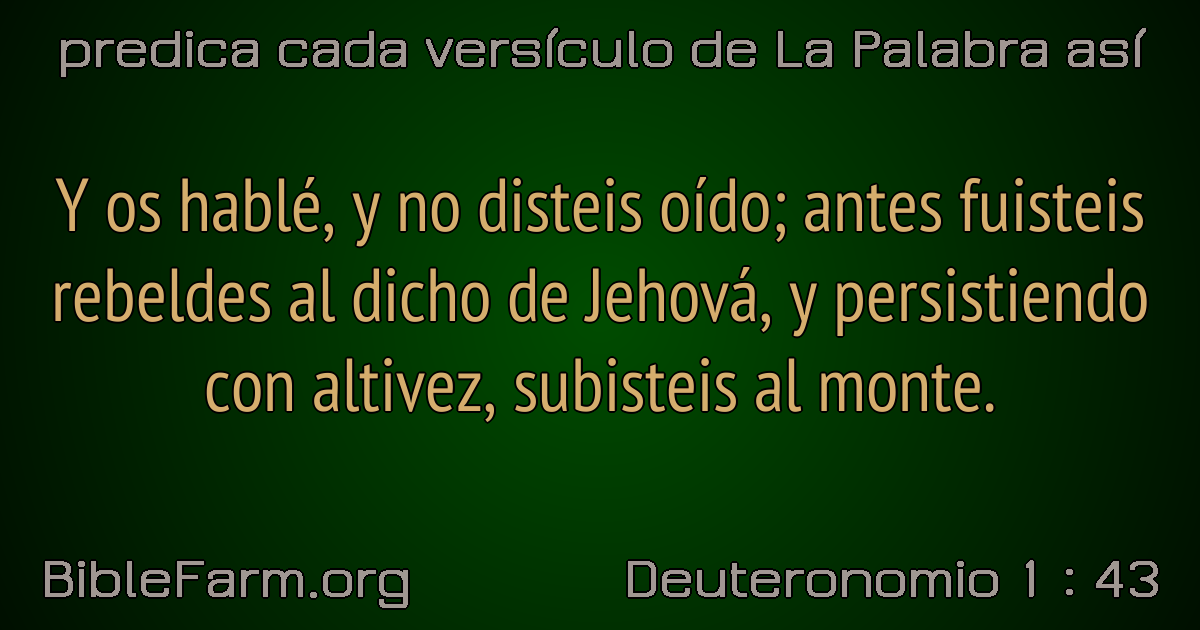 predica cada versículo de La Palabra así
Y os hablé, y no disteis oído; antes fuisteis
rebeldes al dicho de Jehová, y persistiendo
con altivez, subisteis al monte.
BibleFarm.org
Deuteronomio 1 : 43